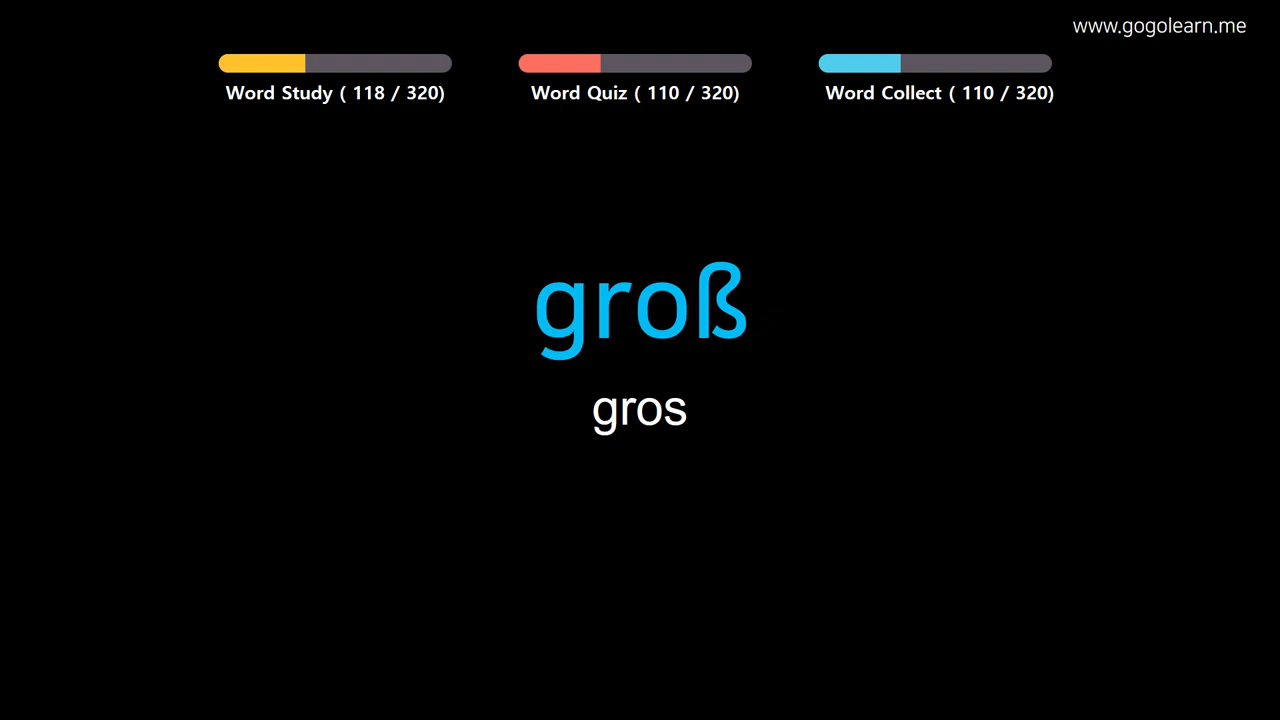 www.gogolearn.me
Word Study ( 118 / 320)
Word Quiz ( 110 / 320)
Word Collect ( 110 / 320)
groß
gros